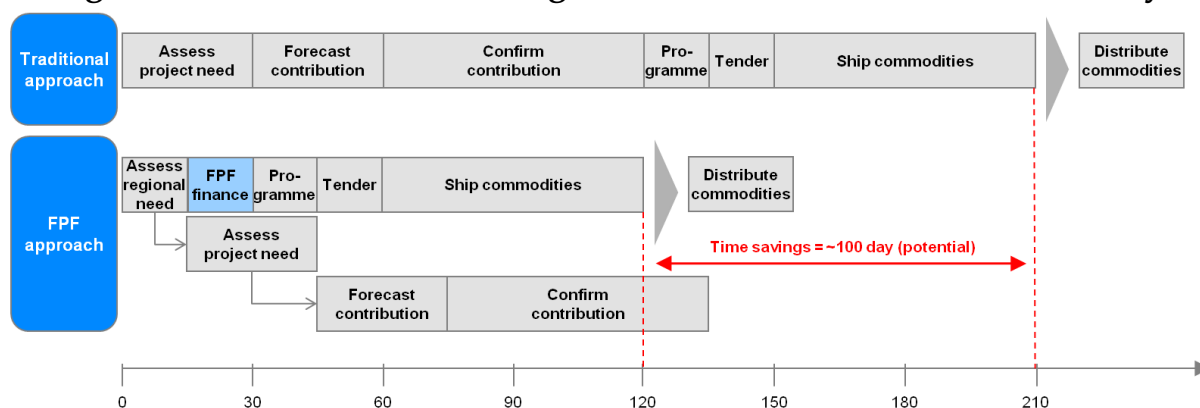 Traditional
approach
Assess
project need
Forecast
contribution
Confirm
contribution
Pro-
gramme
Tender
Ship commodities
Distribute
commodities
FPF
approach
Assess
regional
need
FPF
finance
Pro-
gramme
Tender
Ship commodities
Distribute
commodities
Assess
project need
Time savings = ~100 day (potential)
Forecast
contribution
Confirm
contribution
0 30 60 90 120 150 180 210